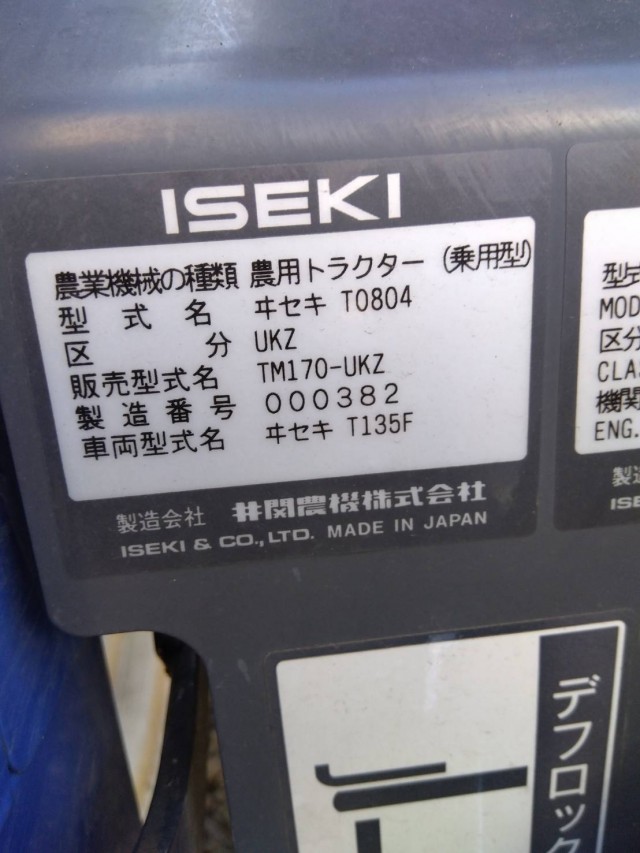 ISEKI
農業機械の種類 農用トラクター (乗用型)
型式名 ヰセキ T0804
区分 UKZ
販売型式名 TM170-UKZ
製造番号 000382
車両型式名 ヰセキ T135F
製造会社 井関農機株式会社
ISEKI & CO.,LTD. MADE IN JAPAN
型式
MOD
区分
CLAS
機関
ENG.
製造
ISE
デフロック